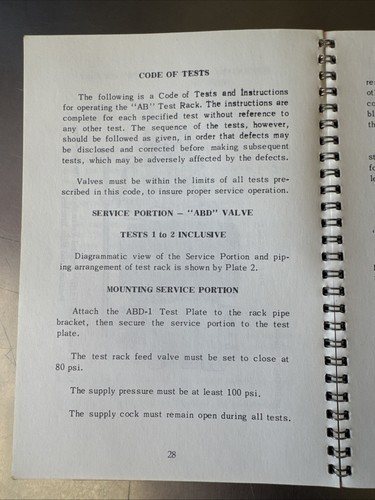 CODE OF TESTS
The following is a Code of Tests and Instructions
for operating the "AB" Test Rack. The instructions are
complete for each specified test without reference to
any other test. The sequence of the tests, however,
should be followed as given, in order that defects may
be disclosed and corrected before making subsequent
tests, which may be adversely affected by the defects.
Valves must be within the limits of all tests pre-
scribed in this code, to insure proper service operation.
SERVICE PORTION — "ABD" VALVE
TESTS 1 to 2 INCLUSIVE
Diagrammatic view of the Service Portion and pip-
ing arrangement of test rack is shown by Plate 2.
MOUNTING SERVICE PORTION
Attach the ABD-1 Test Plate to the rack pipe
bracket, then secure the service portion to the test
plate.
The test rack feed valve must be set to close at
80 psi.
The supply pressure must be at least 100 psi.
The supply cock must remain open during all tests.
28